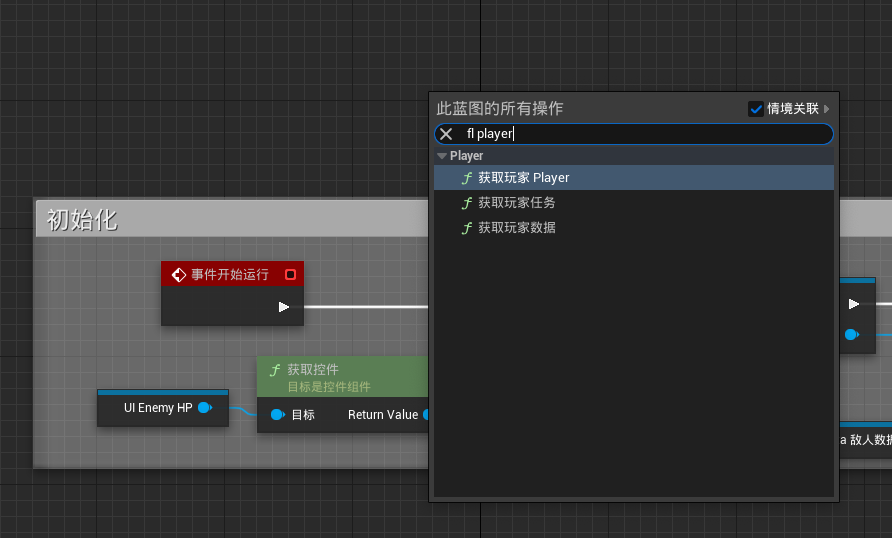 此蓝图的所有操作
情境关联
fl player
Player
获取玩家 Player
获取玩家任务
获取玩家数据
初始化
事件开始运行
获取控件
目标是控件组件
UI Enemy HP
目标
Return Value
a 敌人数据